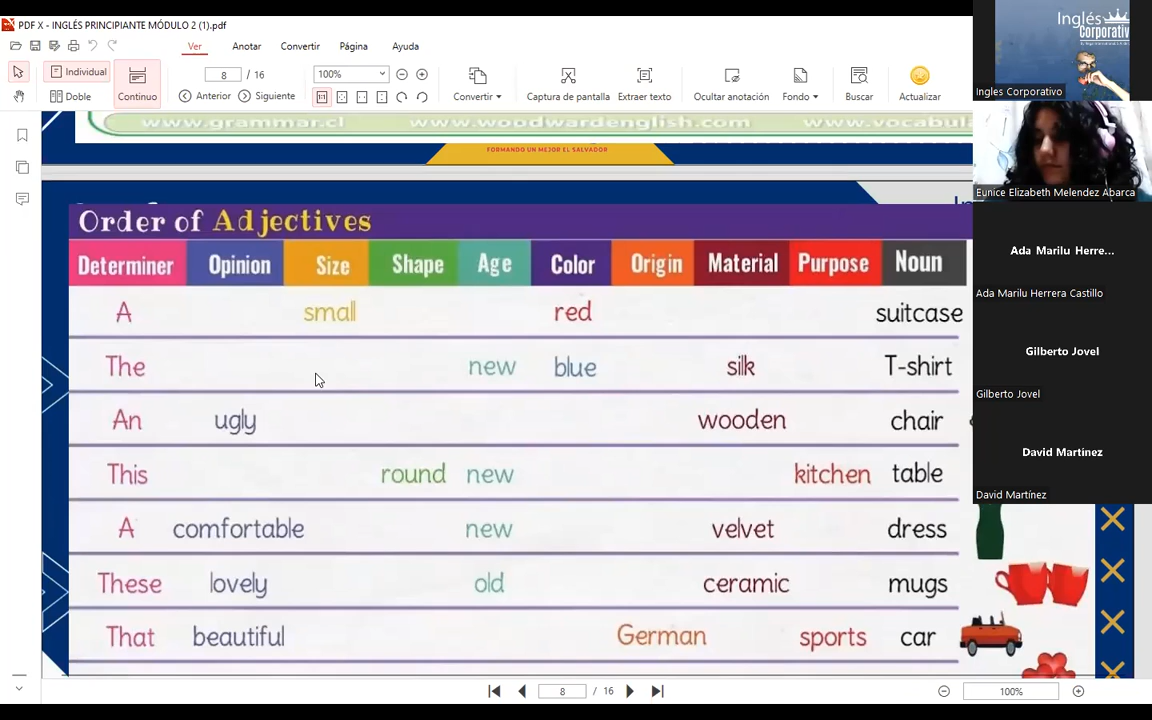 PDF X - INGLÉS PRINCIPIANTE MÓDULO 2 (1).pdf
Ver Anotar Convertir Página Ayuda
Individual
Doble
Continuo
8 / 16
Anterior Siguiente
100%
Convertir
Captura de pantalla
Extraer texto
Ocultar anotación
Fondo
Buscar
Actualizar
www.grammar.cl www.woodwardenglish.com
FORMANDO UN MEJOR EL SALVADOR
Order of Adjectives
Determiner Opinion Size Shape Age Color Origin Material Purpose Noun
A small red suitcase
The new blue silk T-shirt
An ugly wooden chair
This round new kitchen table
A comfortable new velvet dress
These lovely old ceramic mugs
That beautiful German sports car
8 / 16
100%
Inglés
Ingles Corporativo
Eunice Elizabeth Melendez Abarca
Ada Marilu Herre...
Ada Marilu Herrera Castillo
Gilberto Jovel
Gilberto Jovel
David Martínez
David Martínez